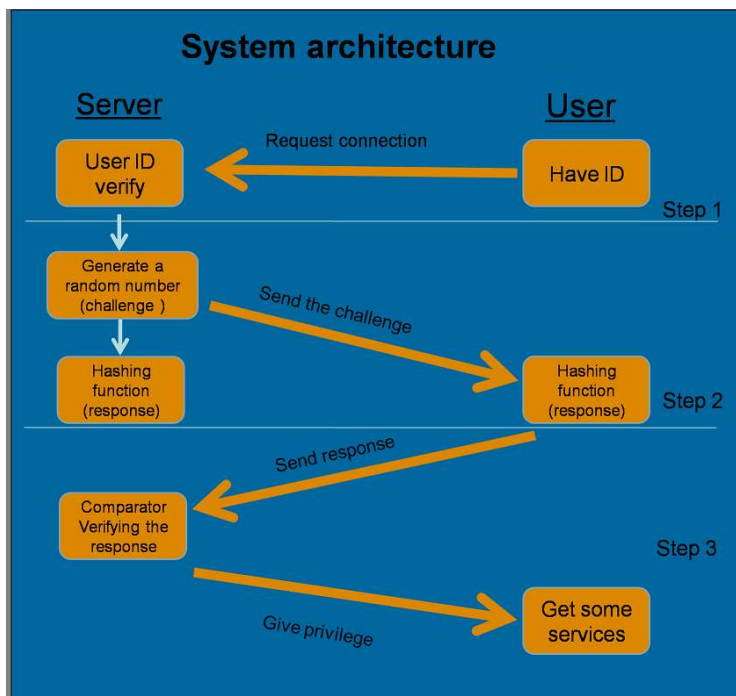 System architecture
Server
User
Request connection
User ID
verify
Have ID
Step 1
Generate a
random number
(challenge )
Send the challenge
Hashing
function
(response)
Hashing
function
(response)
Step 2
Send response
Comparator
Verifying the
response
Step 3
Give privilege
Get some
services